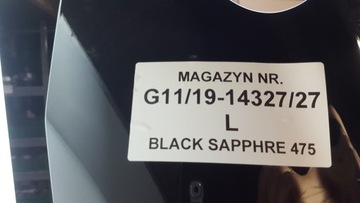 MAGAZYN NR.
G11/19-14327/27
L
BLACK SAPPHRE 475